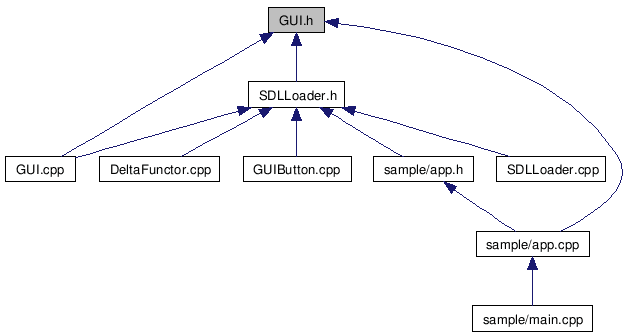 GUI.h
SDLLoader.h
GUI.cpp
DeltaFunctor.cpp
GUIButton.cpp
sample/app.h
SDLLoader.cpp
sample/app.cpp
sample/main.cpp